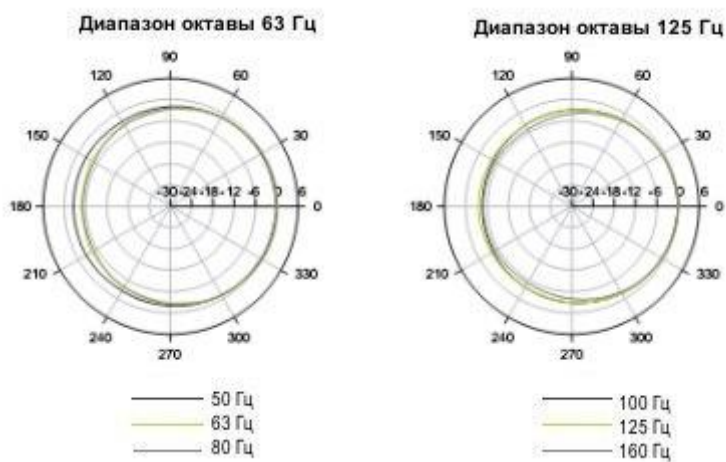 Диапазон октавы 63 Гц
90
120 60
150 30
180 -30 -24 -18 -12 -6 0 6 0
210 330
240 300
270
50 Гц
63 Гц
80 Гц
Диапазон октавы 125 Гц
90
120 60
150 30
180 -30 -24 -18 -12 -6 0 6 0
210 330
240 300
270
100 Гц
125 Гц
160 Гц